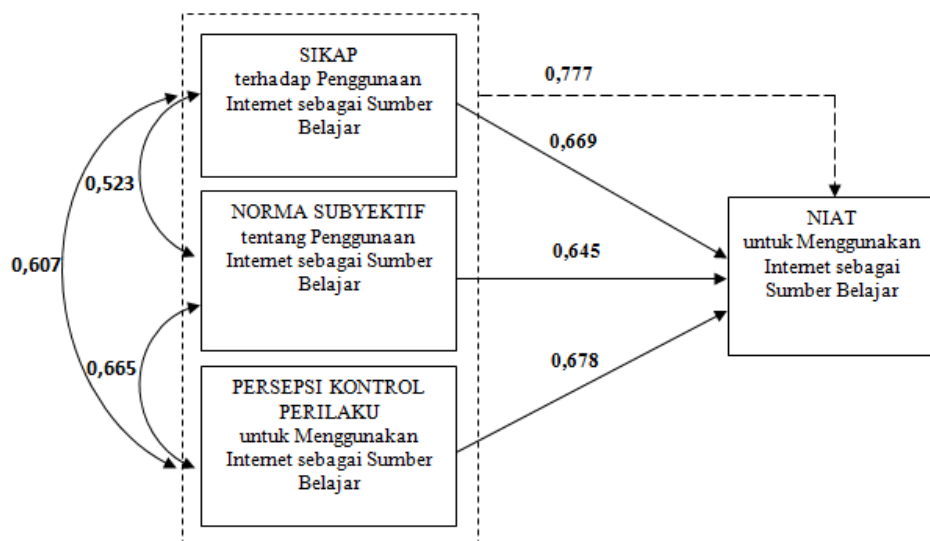 SIKAP
terhadap Penggunaan
Internet sebagai Sumber
Belajar
0,777
0,669
0,523
NORMA SUBYEKTIF
tentang Penggunaan
Internet sebagai Sumber
Belajar
0,645
NIAT
untuk Menggunakan
Internet sebagai
Sumber Belajar
0,607
0,665
0,678
PERSEPSI KONTROL
PERILAKU
untuk Menggunakan
Internet sebagai Sumber
Belajar